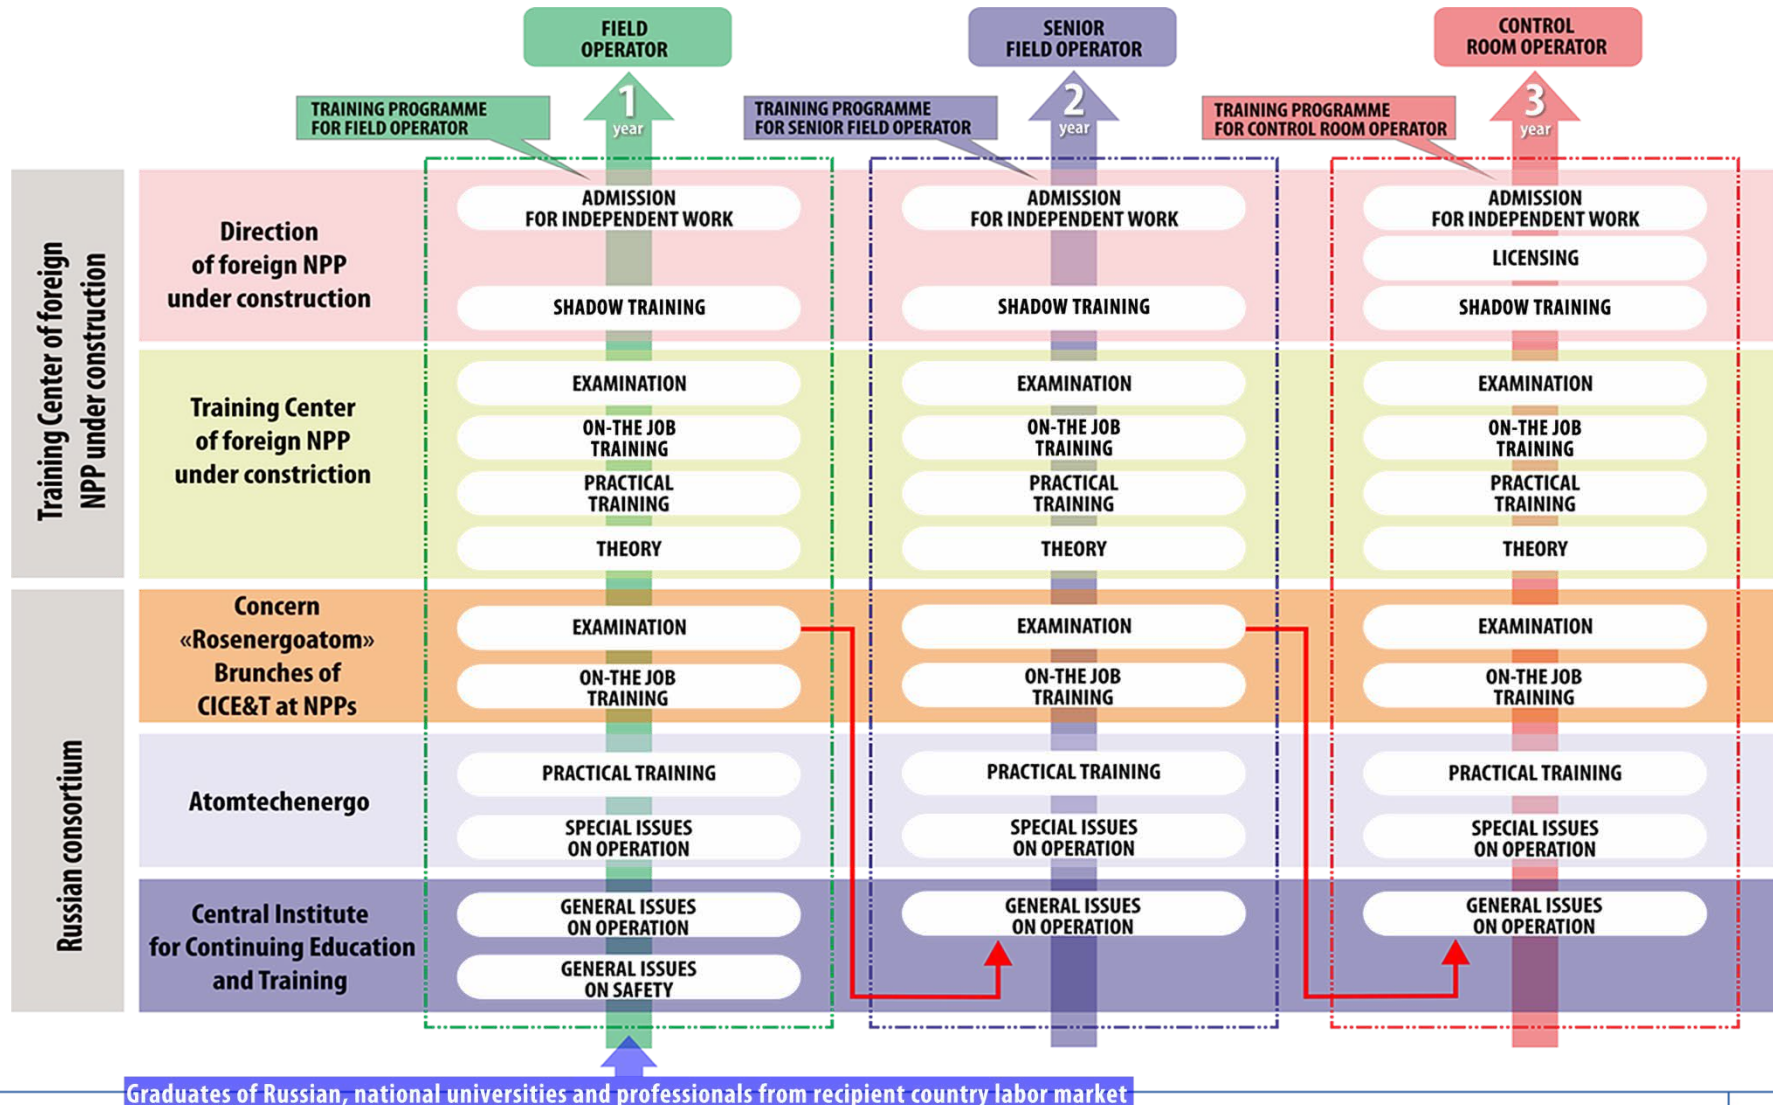 FIELD
OPERATOR
SENIOR
FIELD OPERATOR
CONTROL
ROOM OPERATOR
1
year
2
year
3
year
TRAINING PROGRAMME
FOR FIELD OPERATOR
TRAINING PROGRAMME
FOR SENIOR FIELD OPERATOR
TRAINING PROGRAMME
FOR CONTROL ROOM OPERATOR
Training Center of foreign
NPP under construction
Direction
of foreign NPP
under construction
ADMISSION
FOR INDEPENDENT WORK
ADMISSION
FOR INDEPENDENT WORK
ADMISSION
FOR INDEPENDENT WORK
LICENSING
SHADOW TRAINING
SHADOW TRAINING
SHADOW TRAINING
Training Center
of foreign NPP
under constriction
EXAMINATION
EXAMINATION
EXAMINATION
ON-THE JOB
TRAINING
ON-THE JOB
TRAINING
ON-THE JOB
TRAINING
PRACTICAL
TRAINING
PRACTICAL
TRAINING
PRACTICAL
TRAINING
THEORY
THEORY
THEORY
Russian consortium
Concern
«Rosenergoatom»
Brunches of
CICE&T at NPPs
EXAMINATION
EXAMINATION
EXAMINATION
ON-THE JOB
TRAINING
ON-THE JOB
TRAINING
ON-THE JOB
TRAINING
Atomtechenergo
PRACTICAL TRAINING
PRACTICAL TRAINING
PRACTICAL TRAINING
SPECIAL ISSUES
ON OPERATION
SPECIAL ISSUES
ON OPERATION
SPECIAL ISSUES
ON OPERATION
Central Institute
for Continuing Education
and Training
GENERAL ISSUES
ON OPERATION
GENERAL ISSUES
ON OPERATION
GENERAL ISSUES
ON OPERATION
GENERAL ISSUES
ON SAFETY
Graduates of Russian, national universities and professionals from recipient country labor market